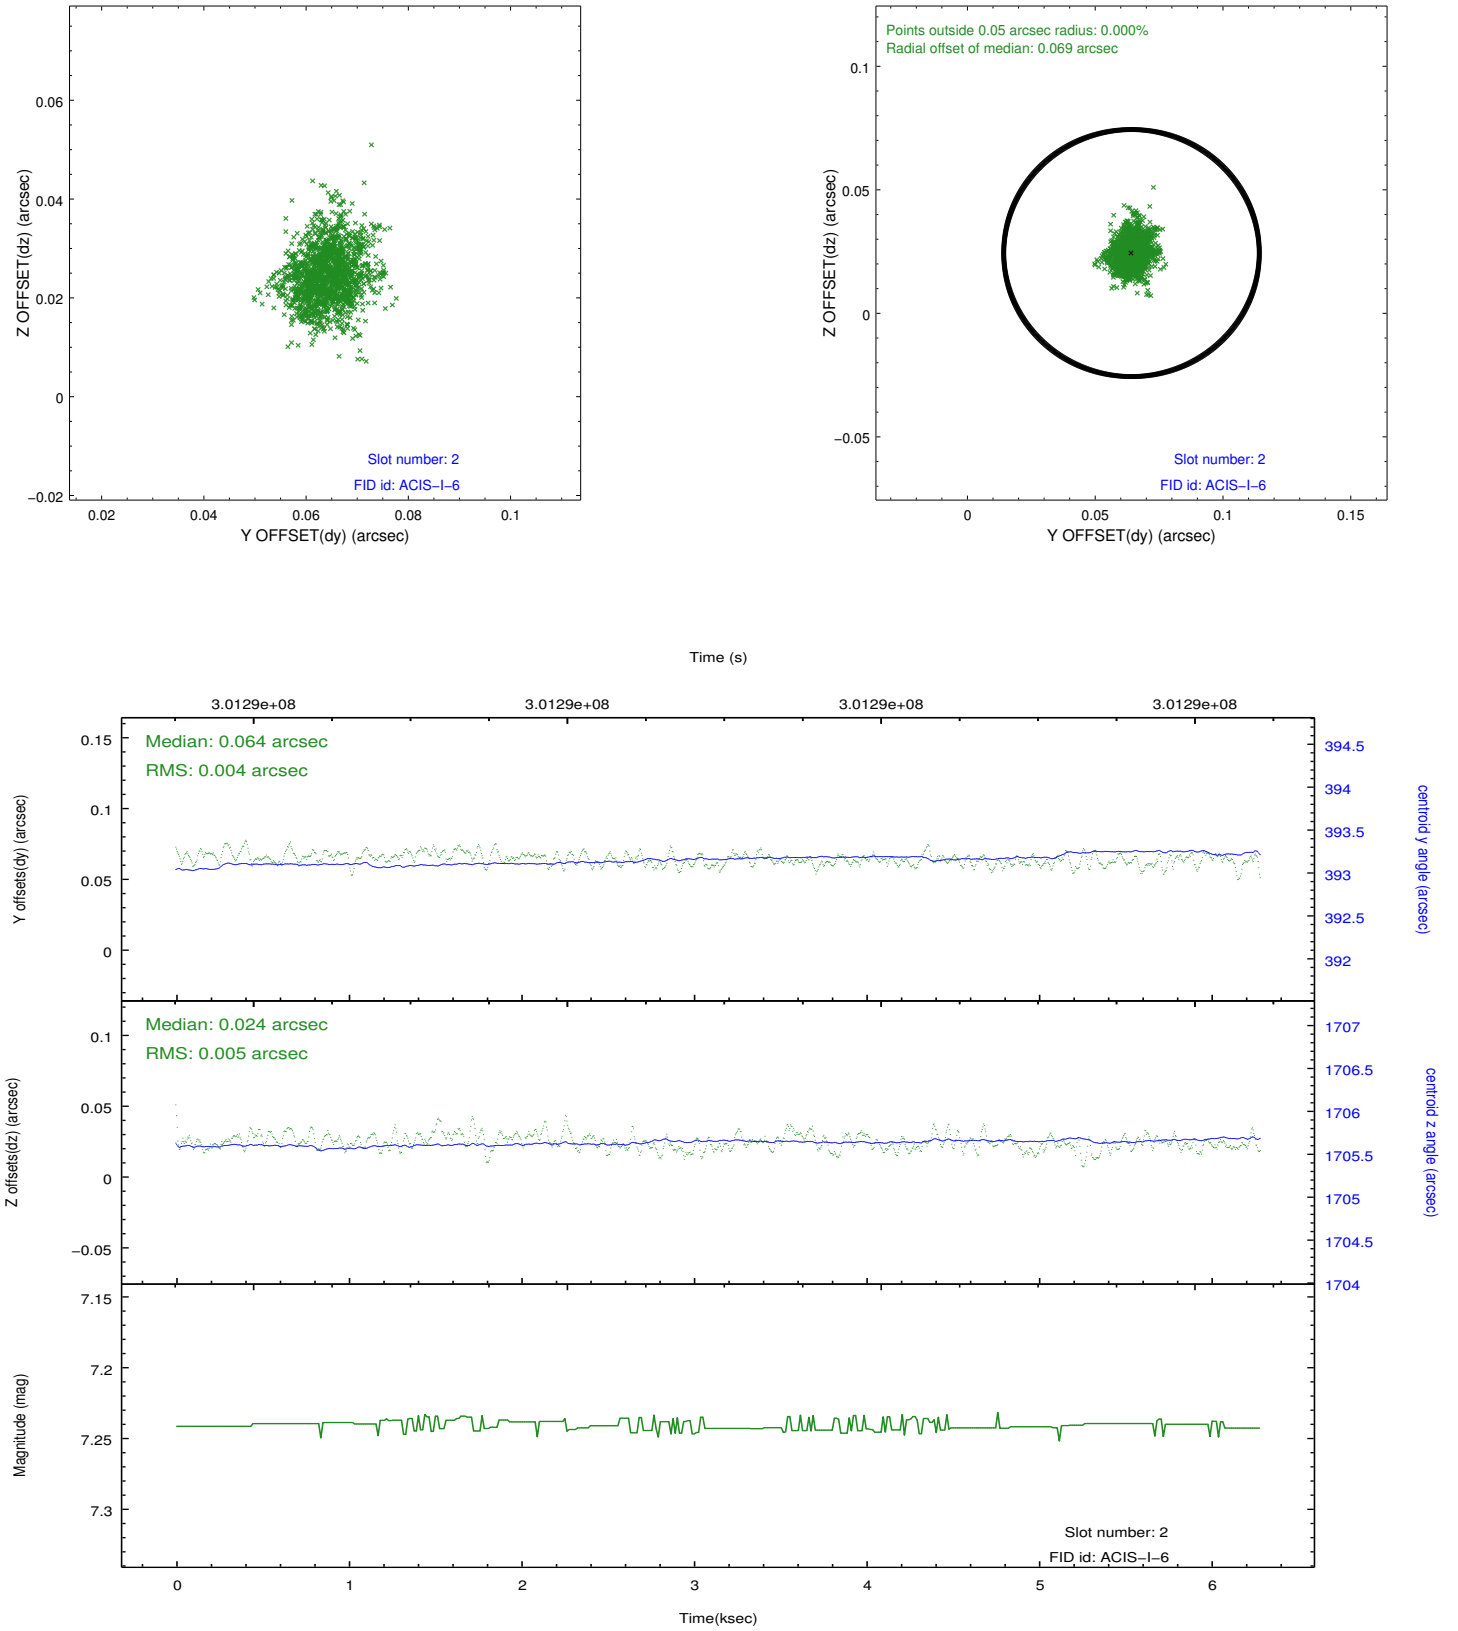 0.06
0.04
0.02
0
−0.02
Z OFFSET(dz) (arcsec)
Slot number: 2
FID id: ACIS−I−6
0.02 0.04 0.06 0.08 0.1
Y OFFSET(dy) (arcsec)
Points outside 0.05 arcsec radius: 0.000%
Radial offset of median: 0.069 arcsec
0.1
0.05
0
−0.05
Z OFFSET(dz) (arcsec)
Slot number: 2
FID id: ACIS−I−6
0 0.05 0.1 0.15
Y OFFSET(dy) (arcsec)
Time (s)
3.0129e+08 3.0129e+08 3.0129e+08 3.0129e+08
Median: 0.064 arcsec
RMS: 0.004 arcsec
0.15
0.1
0.05
0
Y offsets(dy) (arcsec)
394.5
394
393.5
393
392.5
392
centroid y angle (arcsec)
Median: 0.024 arcsec
RMS: 0.005 arcsec
0.1
0.05
0
−0.05
Z offsets(dz) (arcsec)
1707
1706.5
1706
1705.5
1705
1704.5
1704
centroid z angle (arcsec)
7.15
7.2
7.25
7.3
Magnitude (mag)
Slot number: 2
FID id: ACIS−I−6
0 1 2 3 4 5 6
Time(ksec)